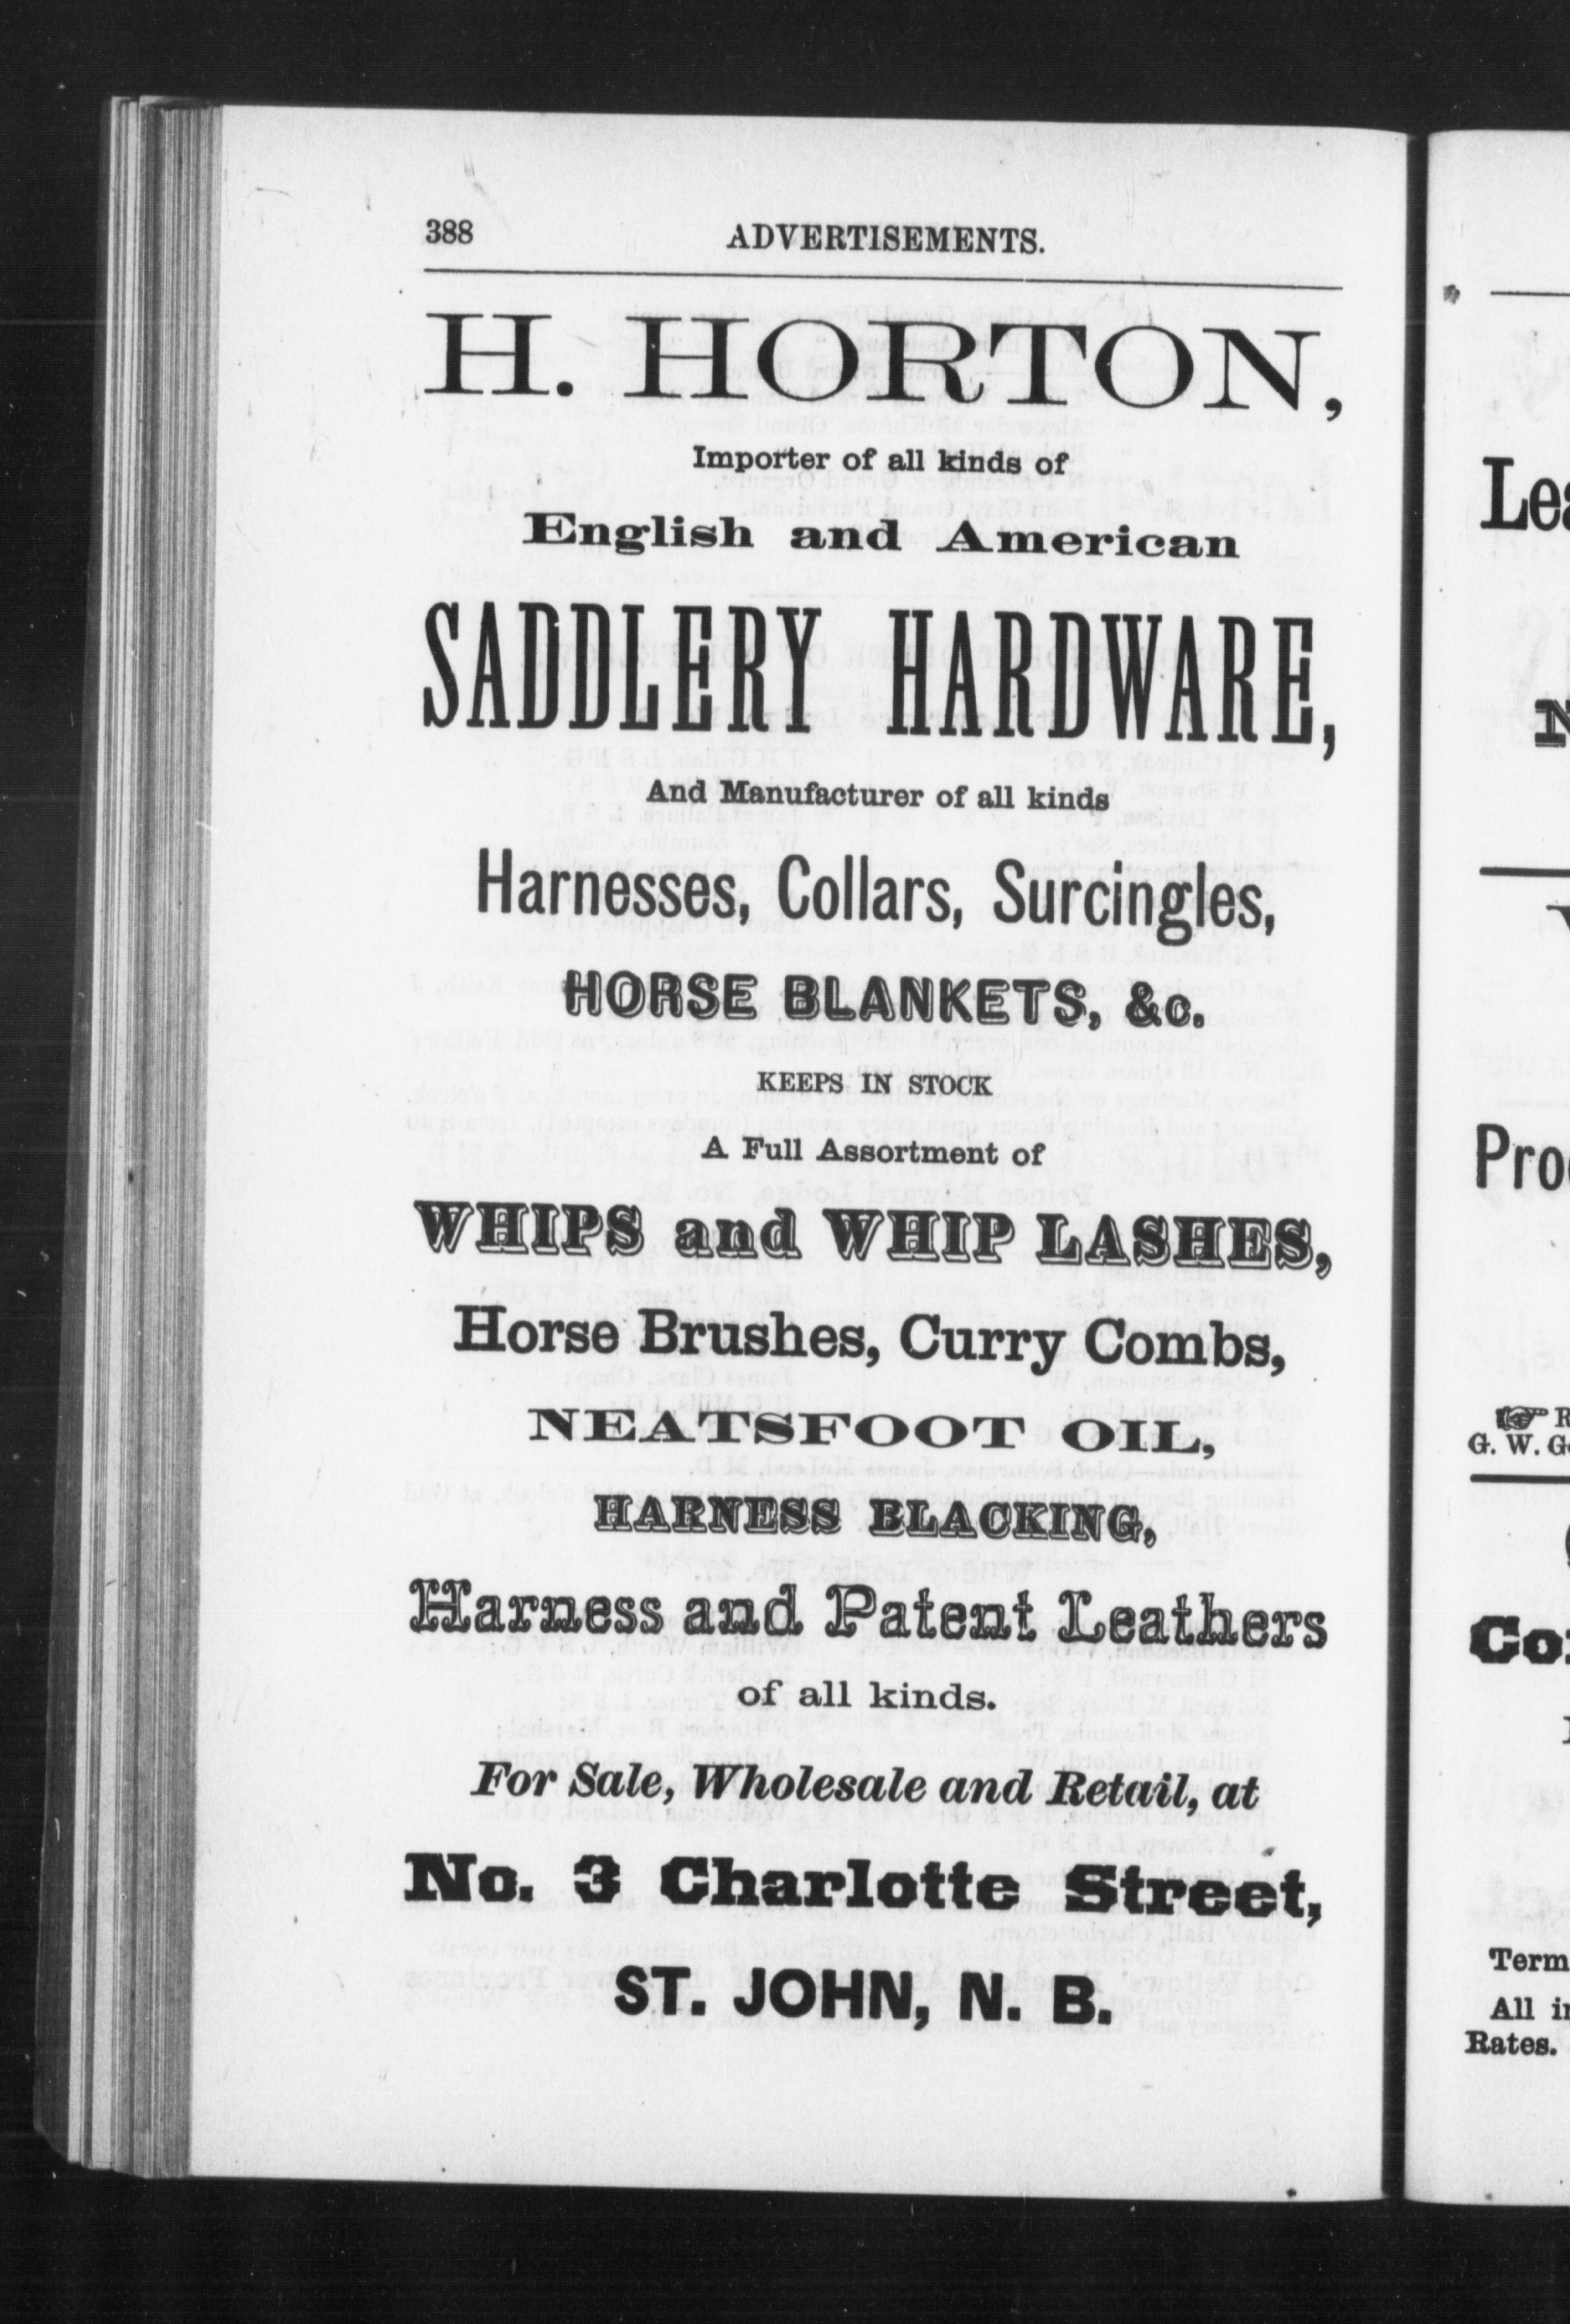 388 ADVERTISEMENTS.
H. HORTON,
Importer of all kinds of
English and American
SADDLERY HARDWARE,
And Manufacturer of all kinds
Harnesses, Collars, Surcingles,
HORSE BLANKETS, &c.
KEEPS IN STOCK
A Full Assortment of
WHIPS and WHIP LASHES,
Horse Brushes, Curry Combs,
NEATSFOOT OIL,
HARNESS BLACKING,
Harness and Patent Leathers
of all kinds.
For Sale, Wholesale and Retail, at
No. 3 Charlotte Street,
ST. JOHN, N. B.
G. W.
All
Rates.